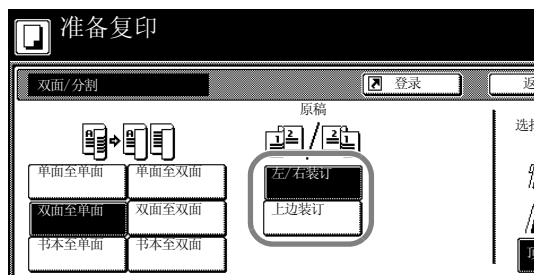 准备复印
双面/分割
登录
原稿
单面至单面
单面至双面
左/右装订
双面至单面
双面至双面
上边装订
书本至单面
书本至双面